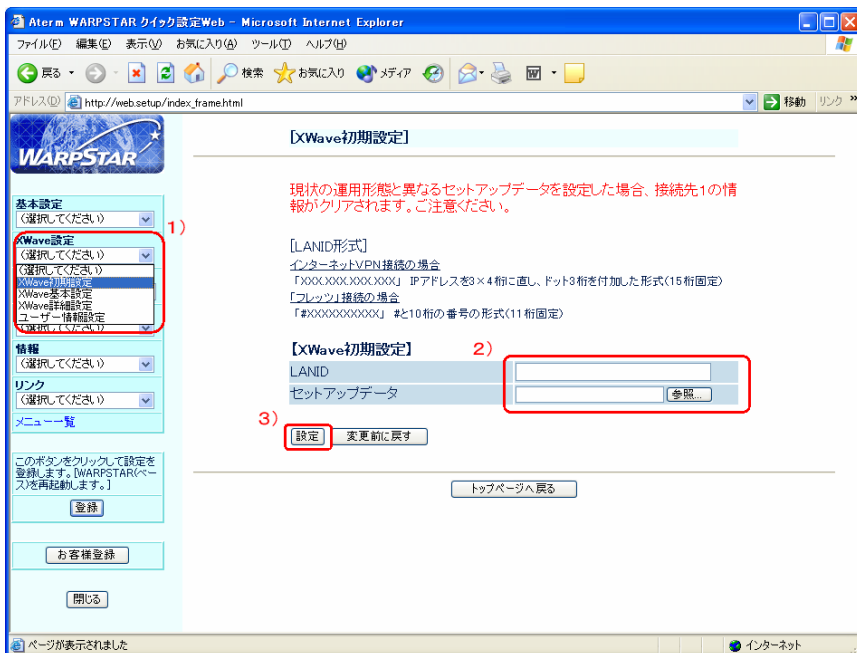 Aterm WARPSTAR クイック設定Web - Microsoft Internet Explorer
ファイル(F) 編集(E) 表示(V) お気に入り(A) ツール(T) ヘルプ(H)
戻る 検索 お気に入り メディア
アドレス(D) http://web.setup/index_frame.html 移動 リンク »
WARPSTAR
基本設定
(選択してください)
1)
XWave設定
(選択してください)
(選択してください)
XWave初期設定
XWave基本設定
XWave詳細設定
ユーザー情報設定
(選択してください)
情報
(選択してください)
リンク
(選択してください)
メニュー一覧
このボタンをクリックして設定を
登録します。[WARPSTAR(ベー
ス)を再起動します。]
登録
お客様登録
閉じる
[XWave初期設定]
現状の運用形態と異なるセットアップデータを設定した場合、接続先1の情
報がクリアされます。ご注意ください。
[LANID形式]
インターネットVPN接続の場合
「XXX.XXX.XXX.XXX」 IPアドレスを3×4桁に直し、ドット3桁を付加した形式(15桁固定)
「フレッツ」接続の場合
「#XXXXXXXXXX」 #と10桁の番号の形式(11桁固定)
【XWave初期設定】 2)
LANID
セットアップデータ 参照...
3)
設定 変更前に戻す
トップページへ戻る
ページが表示されました インターネット